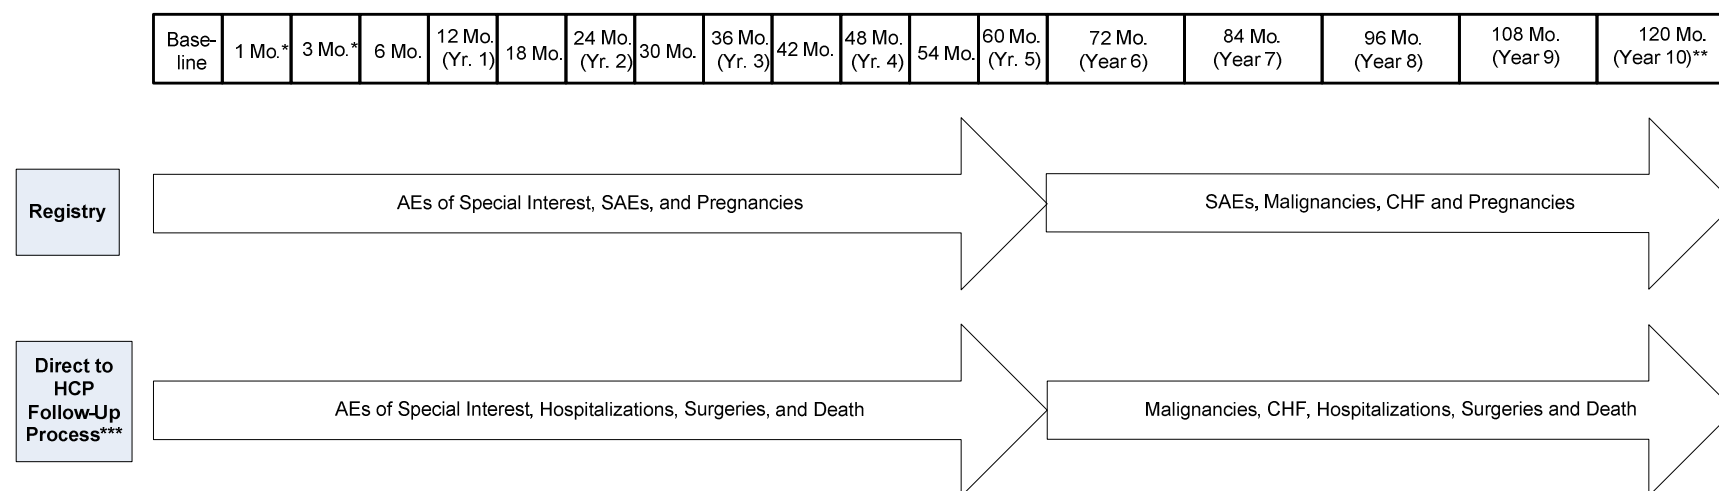 Base-
line
1 Mo.*
3 Mo.*
6 Mo.
12 Mo.
(Yr. 1)
18 Mo.
24 Mo.
(Yr. 2)
30 Mo.
36 Mo.
(Yr. 3)
42 Mo.
48 Mo.
(Yr. 4)
54 Mo.
60 Mo.
(Yr. 5)
72 Mo.
(Year 6)
84 Mo.
(Year 7)
96 Mo.
(Year 8)
108 Mo.
(Year 9)
120 Mo.
(Year 10)**
Registry
AEs of Special Interest, SAEs, and Pregnancies
SAEs, Malignancies, CHF and Pregnancies
Direct to
HCP
Follow-Up
Process***
AEs of Special Interest, Hospitalizations, Surgeries, and Death
Malignancies, CHF, Hospitalizations, Surgeries and Death